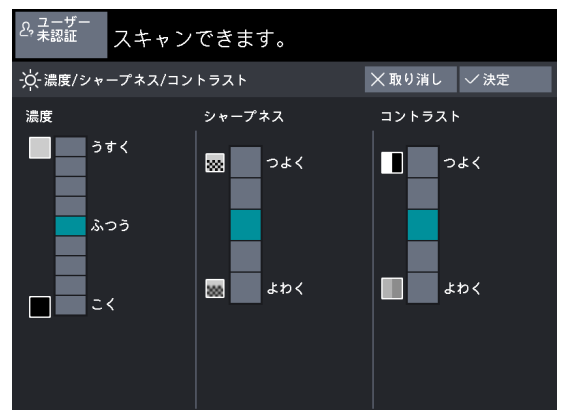 ユーザー
未認証
スキャンできます。
濃度/シャープネス/コントラスト
取り消し
決定
濃度
シャープネス
コントラスト
うすく
つよく
つよく
ふつう
よわく
よわく
こく